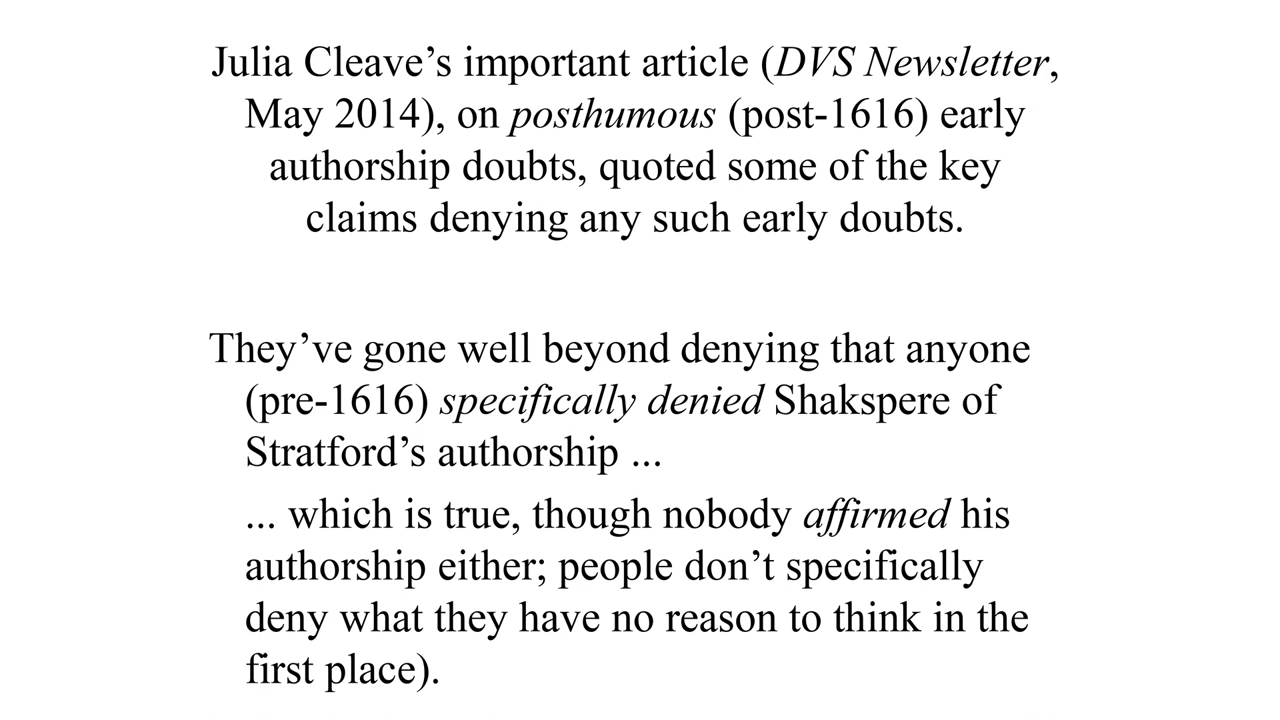 Julia Cleave’s important article (DVS Newsletter,
May 2014), on posthumous (post-1616) early
authorship doubts, quoted some of the key
claims denying any such early doubts.
They’ve gone well beyond denying that anyone
(pre-1616) specifically denied Shakspere of
Stratford’s authorship ...
... which is true, though nobody affirmed his
authorship either; people don’t specifically
deny what they have no reason to think in the
first place).